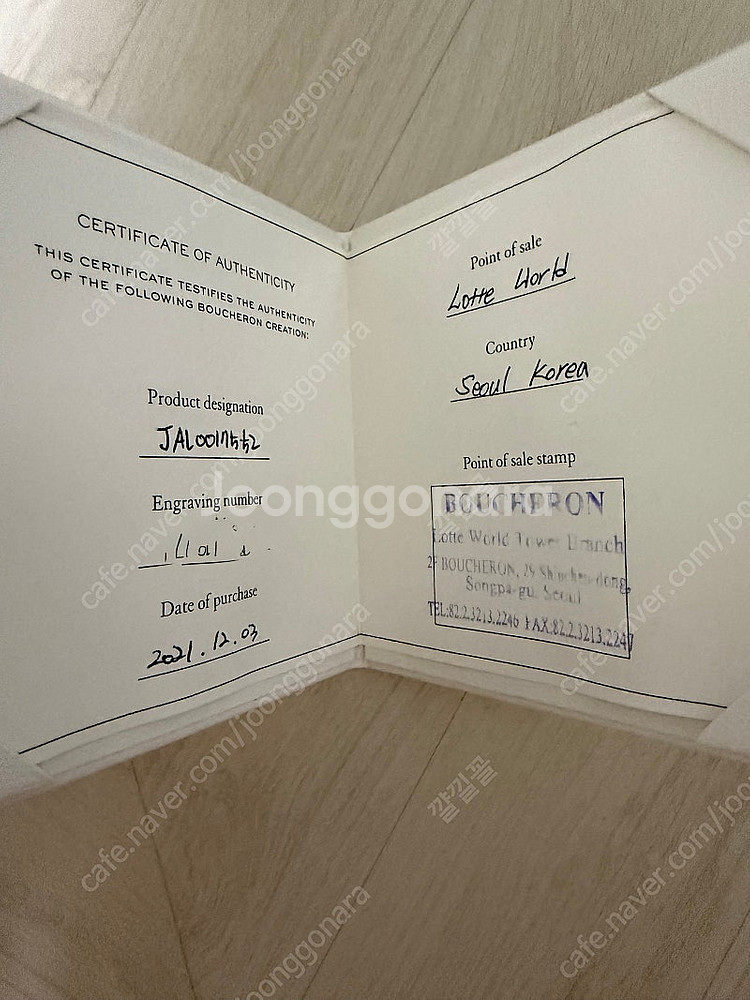 CERTIFICATE OF AUTHENTICITY
THIS CERTIFICATE TESTIFIES THE AUTHENTICITY
OF THE FOLLOWING BOUCHERON CREATION:
Product designation
Engraving number
Date of purchase
2021.12.03
Point of sale
Lotte World
Country
Seoul Korea
Point of sale stamp
BOUCHERON
Lotte World Tower Branch
2F BOUCHERON, 29 Shincheon-dong,
Songpa-gu, Seoul
TEL:82.2.3213.2246 FAX:82.2.3213.2247
Joonggonara
cafe.naver.com/joonggonara
깔깔꼴